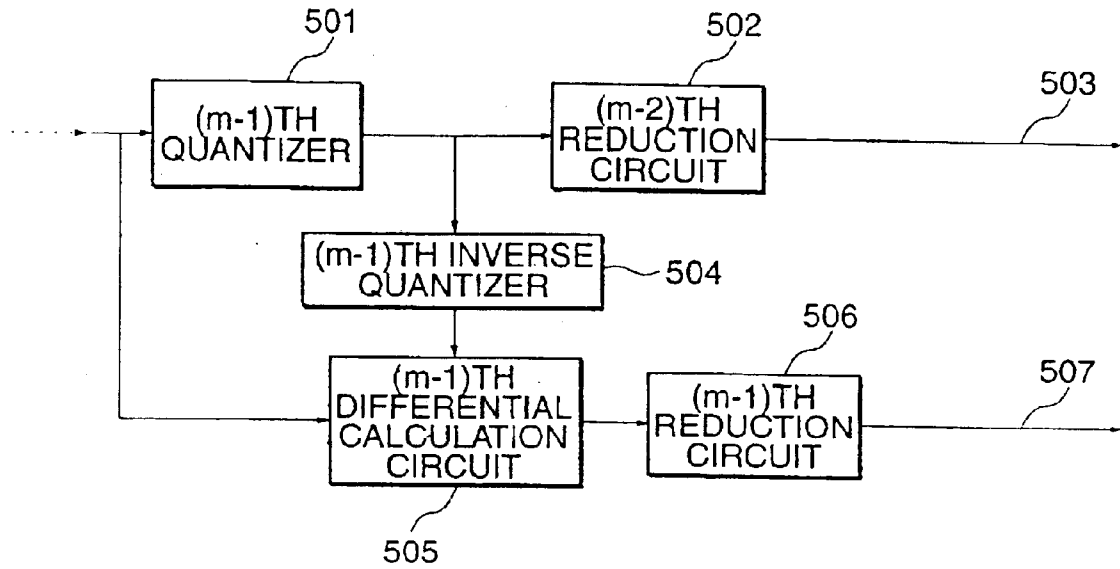 501
502
503
(m-1)TH
QUANTIZER
(m-2)TH
REDUCTION
CIRCUIT
(m-1)TH INVERSE
QUANTIZER
504
506
507
(m-1)TH
DIFFERENTIAL
CALCULATION
CIRCUIT
(m-1)TH
REDUCTION
CIRCUIT
505